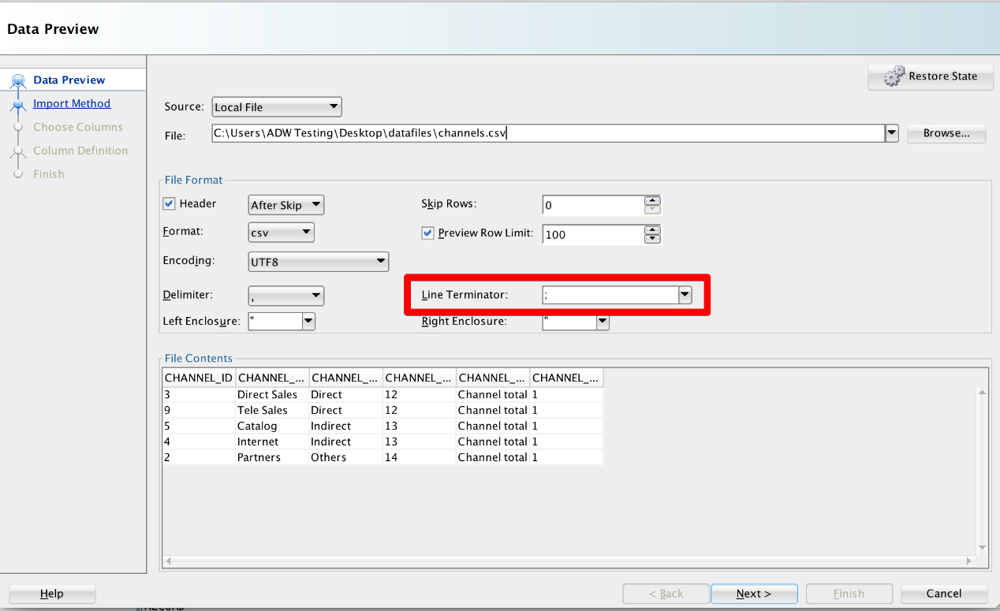 Data Preview
Data Preview
Import Method
Choose Columns
Column Definition
Finish
Restore State
Source: Local File
File: C:\Users\ADW Testing\Desktop\datafiles\channels.csv Browse...
File Format
Header After Skip Skip Rows: 0
Format: csv Preview Row Limit: 100
Encoding: UTF8
Delimiter: , Line Terminator: ;
Left Enclosure: " Right Enclosure: "
File Contents
CHANNEL_ID CHANNEL_... CHANNEL_... CHANNEL_... CHANNEL_... CHANNEL_...
3 Direct Sales Direct 12 Channel total 1
9 Tele Sales Direct 12 Channel total 1
5 Catalog Indirect 13 Channel total 1
4 Internet Indirect 13 Channel total 1
2 Partners Others 14 Channel total 1
Help < Back Next > Finish Cancel